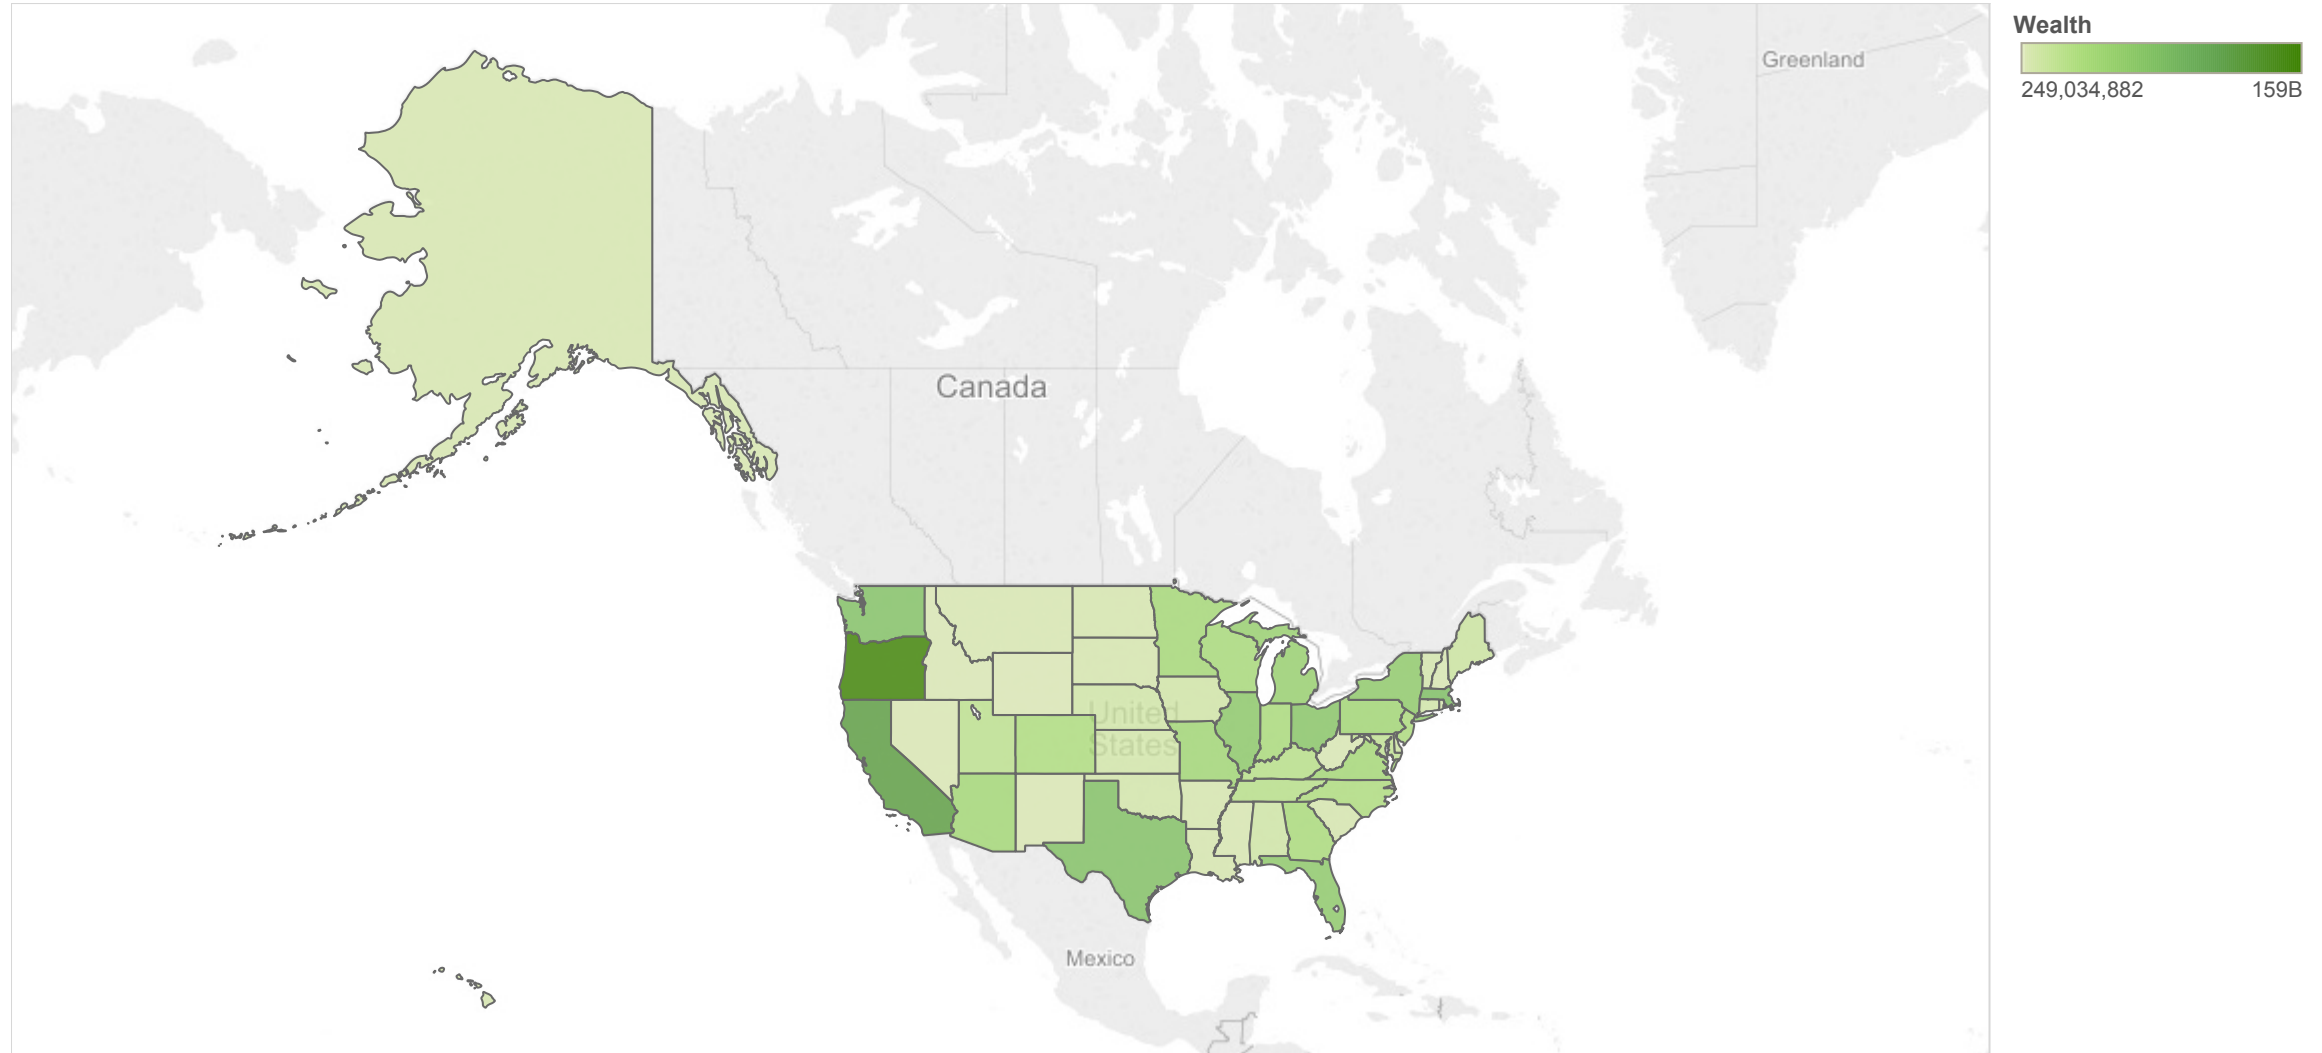 Wealth
249,034,882 159B
Greenland
Canada
United
States
Mexico